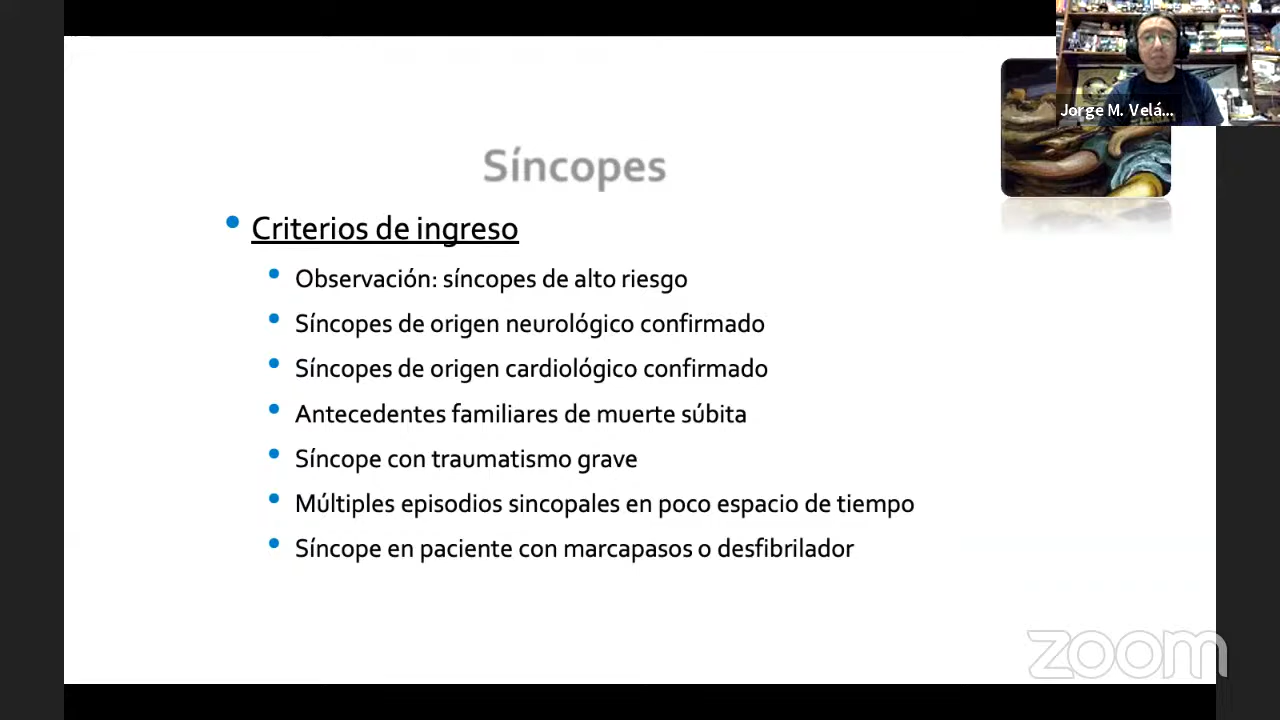 Jorge M. Velá...
Síncopes
Criterios de ingreso
Observación: síncopes de alto riesgo
Síncopes de origen neurológico confirmado
Síncopes de origen cardiológico confirmado
Antecedentes familiares de muerte súbita
Síncope con traumatismo grave
Múltiples episodios sincopales en poco espacio de tiempo
Síncope en paciente con marcapasos o desfibrilador
zoom